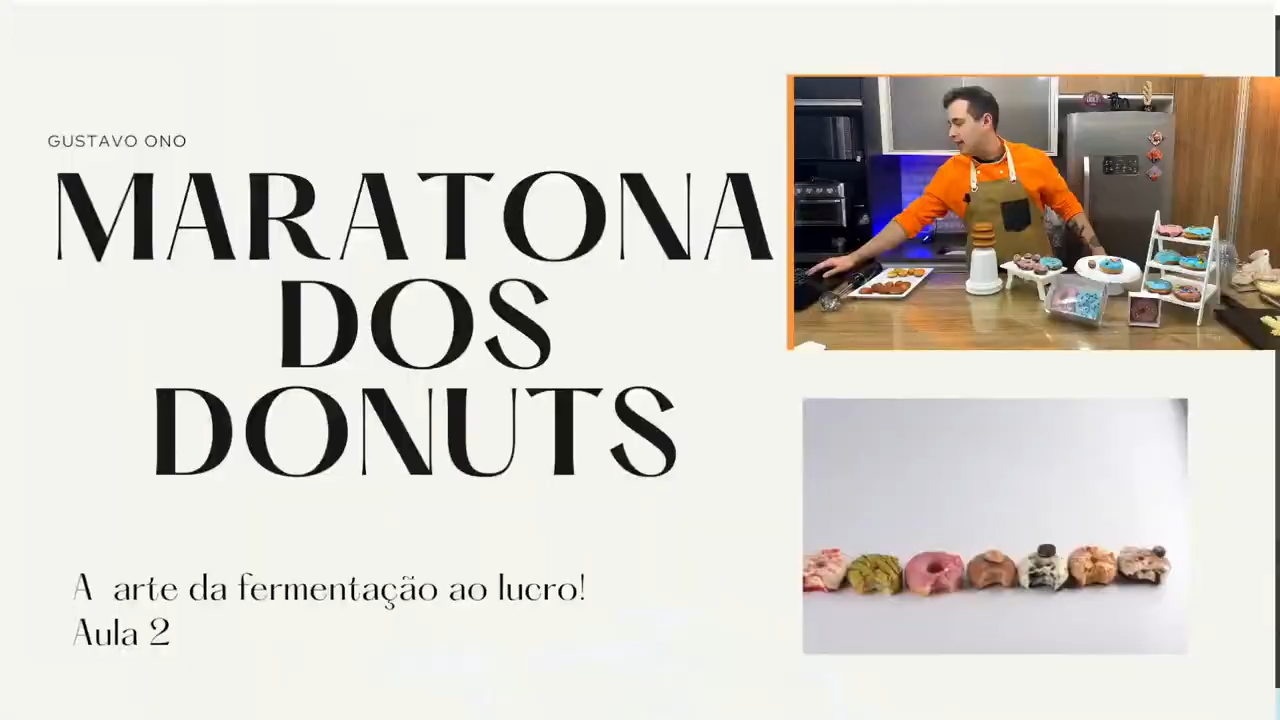 GUSTAVO ONO
MARATONA
DOS
DONUTS
A arte da fermentação ao lucro!
Aula 2